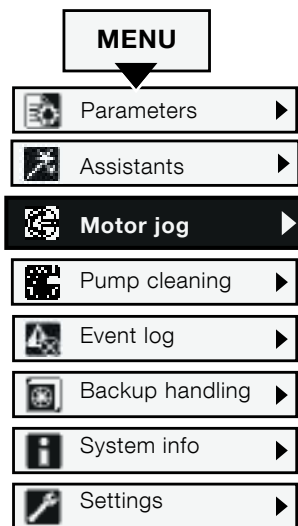 MENU
Parameters
Assistants
Motor jog
Pump cleaning
Event log
Backup handling
System info
Settings